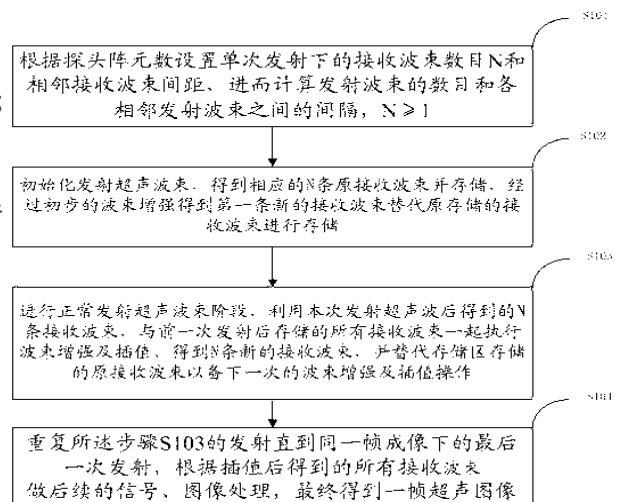 S101
根据探头阵元数设置单次发射下的接收波束数目N和
相邻接收波束间距、进而计算发射波束的数目和各
相邻发射波束之间的间隔，N≥1
S102
初始化发射超声波束，得到相应的N条原接收波束并存储，经
过初步的波束增强得到第一条新的接收波束替代原存储的接
收波束进行存储
S103
进行正常发射超声波束阶段，利用本次发射超声波后得到的N
条接收波束，与前一次发射后存储的所有接收波束一起执行
波束增强及插值，得到N条新的接收波束，并替代存储区存储
的原接收波束以备下一次的波束增强及插值操作
重复所述步骤S103的发射直到同一帧成像下的最后
一次发射，根据插值后得到的所有接收波束
做后续的信号、图像处理，最终得到一帧超声图像